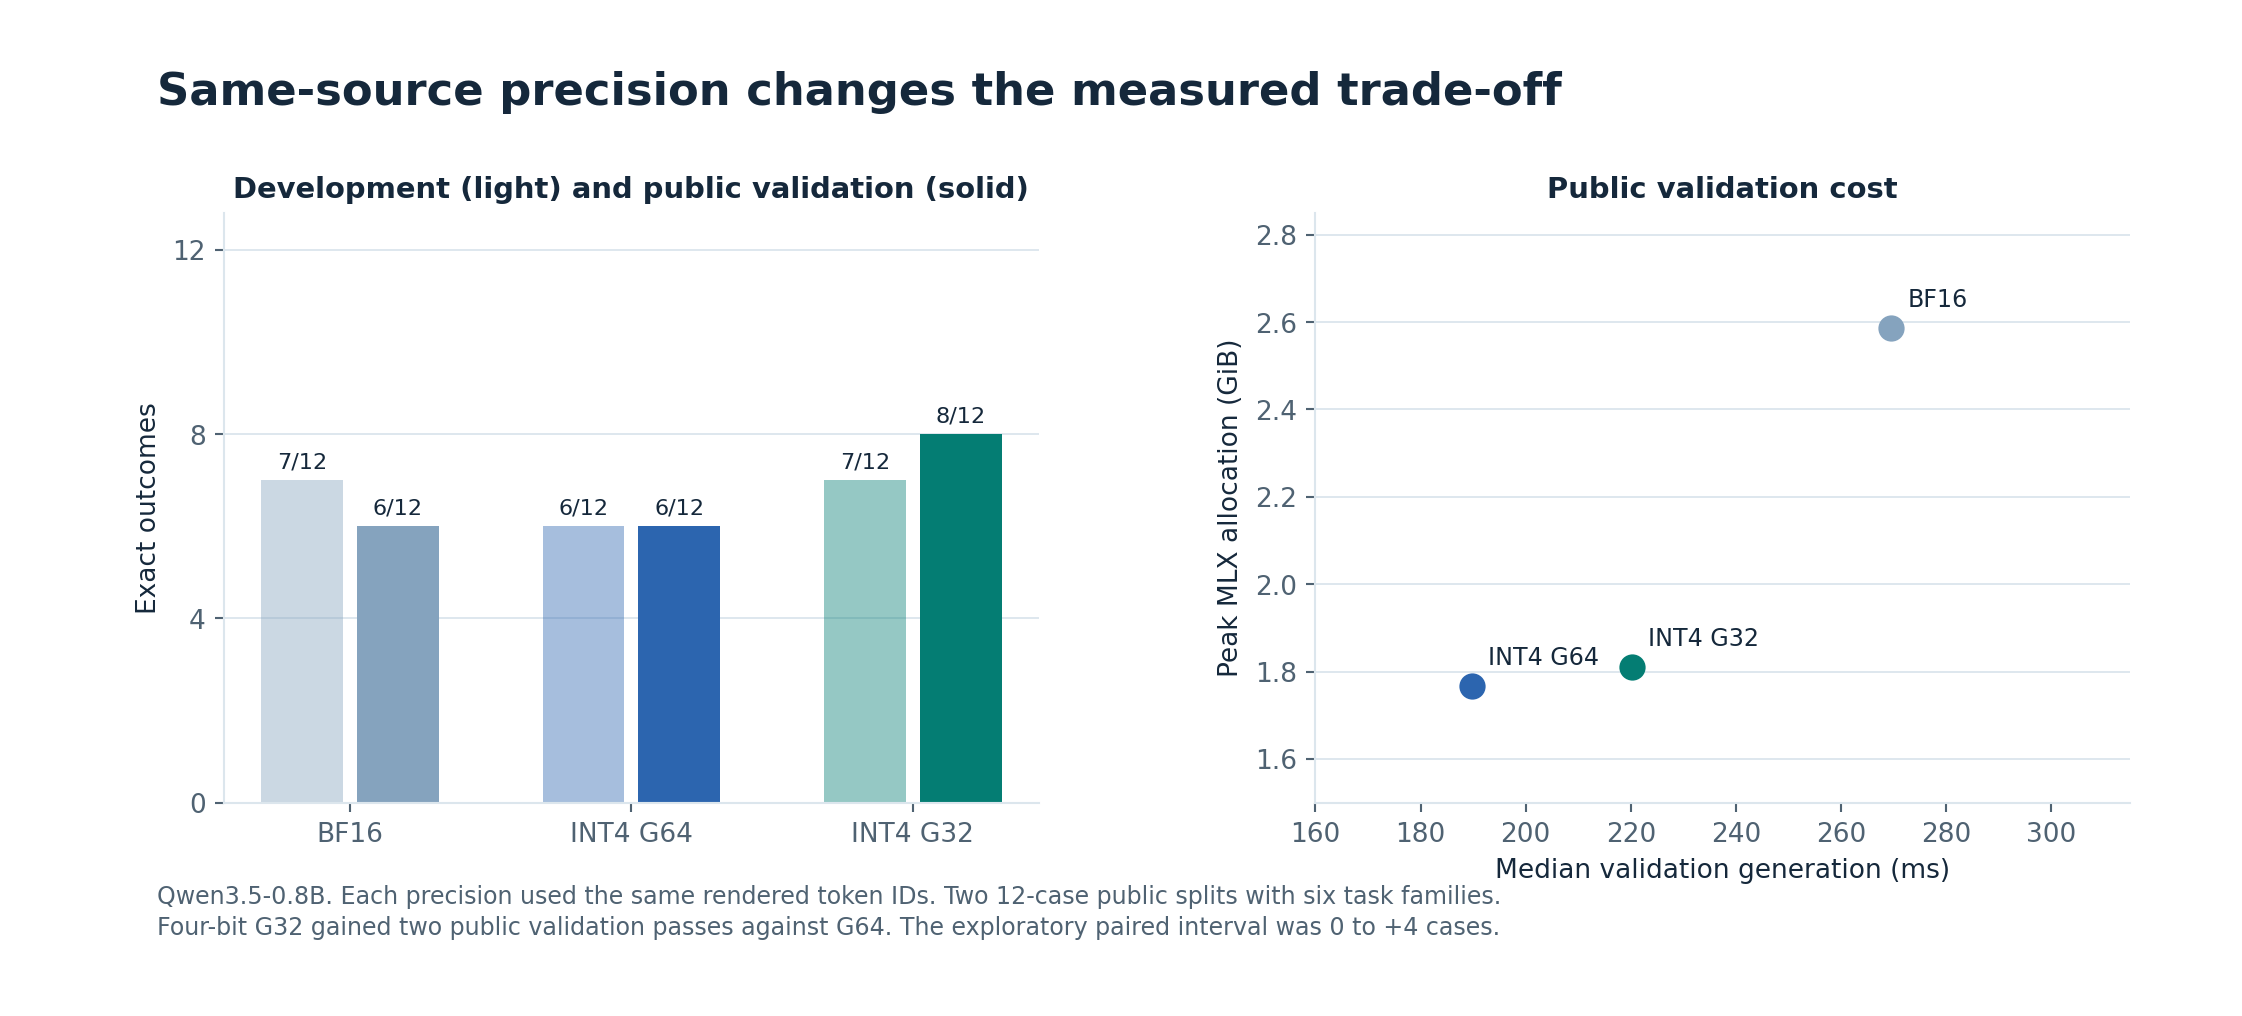 Same-source precision changes the measured trade-off
Development (light) and public validation (solid)
Exact outcomes
12
8
4
0
7/12
6/12
6/12
6/12
7/12
8/12
BF16
INT4 G64
INT4 G32
Public validation cost
Peak MLX allocation (GiB)
2.8
2.6
2.4
2.2
2.0
1.8
1.6
BF16
INT4 G64
INT4 G32
160
180
200
220
240
260
280
300
Median validation generation (ms)
Qwen3.5-0.8B. Each precision used the same rendered token IDs. Two 12-case public splits with six task families.
Four-bit G32 gained two public validation passes against G64. The exploratory paired interval was 0 to +4 cases.